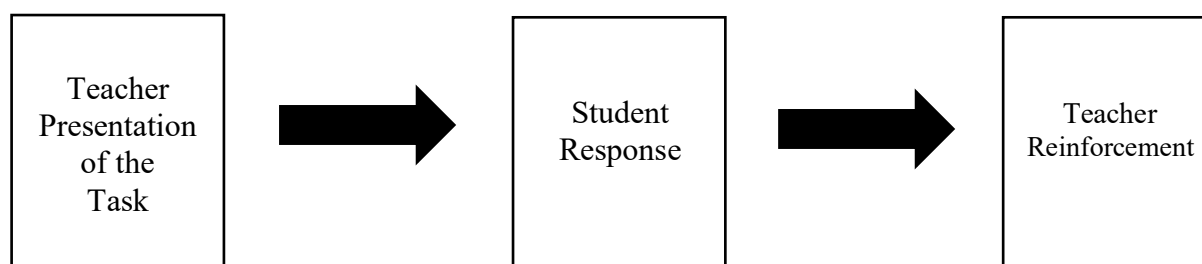 Teacher
Presentation
of the
Task
Student
Response
Teacher
Reinforcement